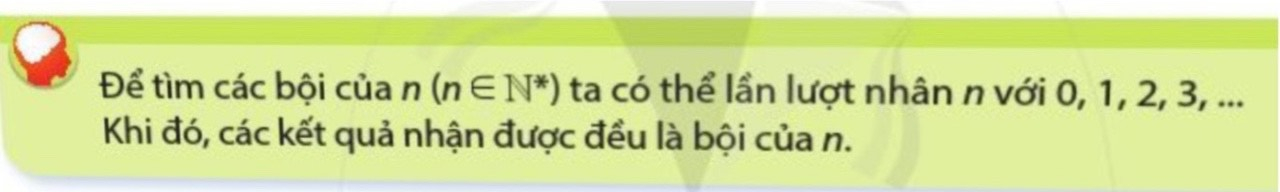 Để tìm các bội của n (n ∈ ℕ*) ta có thể lần lượt nhân n với 0, 1, 2, 3, ...
Khi đó, các kết quả nhận được đều là bội của n.